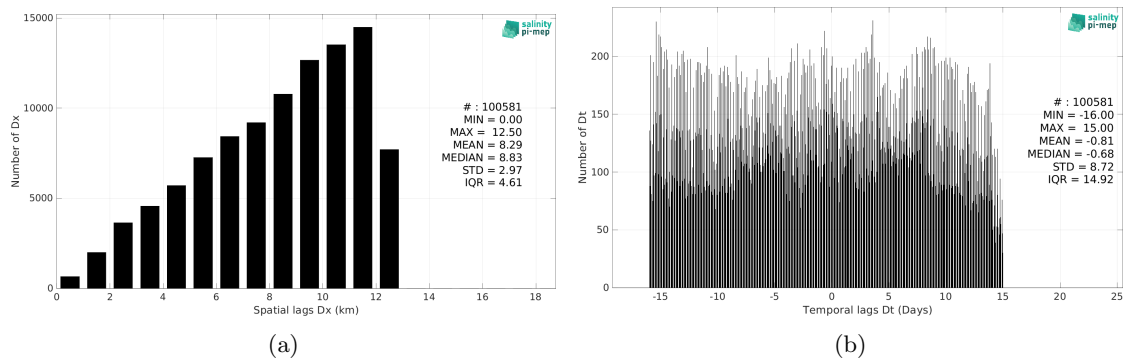 15000
10000
5000
0
Number of Dx
salinity
pi-mep
# : 100581
MIN = 0.00
MAX = 12.50
MEAN = 8.29
MEDIAN = 8.83
STD = 2.97
IQR = 4.61
0 2 4 6 8 10 12 14 16 18
Spatial lags Dx (km)
(a)
200
150
100
50
0
Number of Dt
salinity
pi-mep
# : 100581
MIN = -16.00
MAX = 15.00
MEAN = -0.81
MEDIAN = -0.68
STD = 8.72
IQR = 14.92
-15 -10 -5 0 5 10 15 20 25
Temporal lags Dt (Days)
(b)